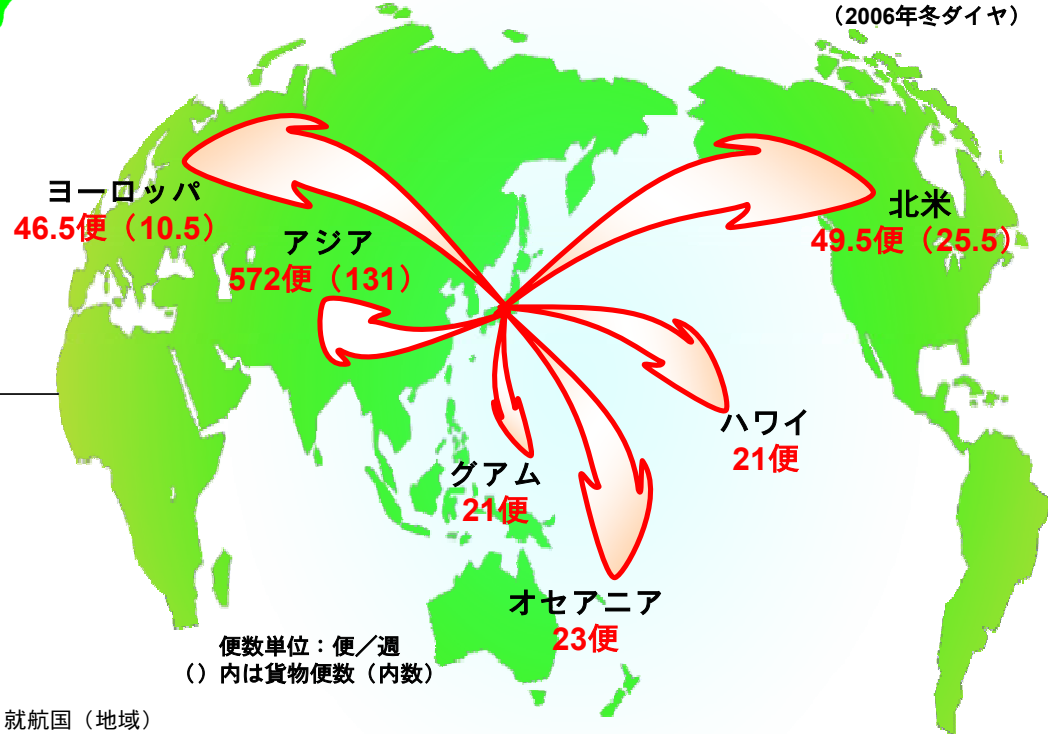 （2006年冬ダイヤ）
ヨーロッパ
46.5便（10.5）
北米
49.5便（25.5）
アジア
572便（131）
ハワイ
21便
グアム
21便
オセアニア
23便
便数単位：便／週
（）内は貨物便数（内数）
就航国（地域）